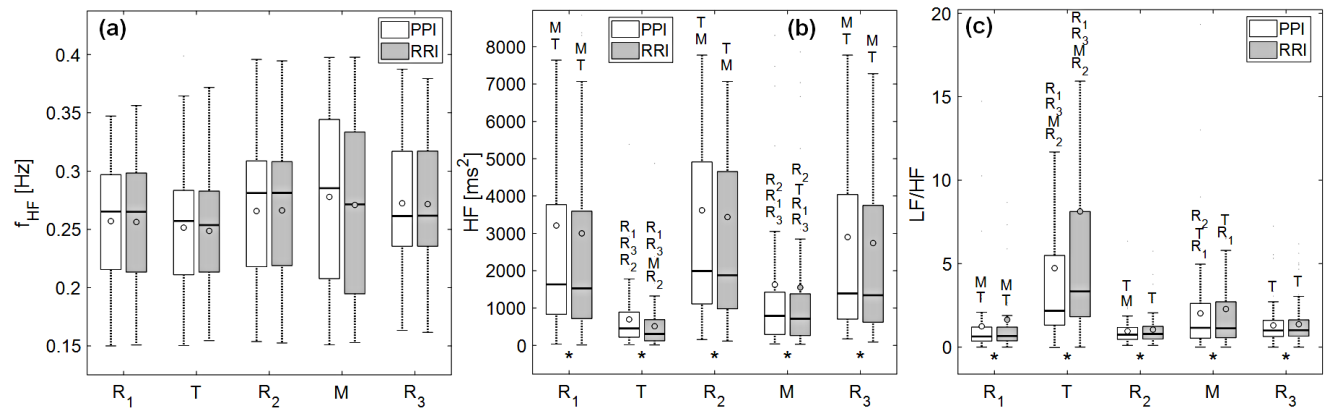 (a)
PPI
RRI
0.4
0.35
0.3
0.25
0.2
0.15
f_HF [Hz]
R1 T R2 M R3
(b)
PPI
RRI
8000
7000
6000
5000
4000
3000
2000
1000
0
HF [ms²]
M
T
M
T
R1
R3
R2
R1
R3
M
R2
T
M
T
M
R2
R1
R3
R2
T
R1
R3
M
T
M
T
* * * * *
R1 T R2 M R3
(c)
PPI
RRI
20
15
10
5
0
LF/HF
M
T
M
T
R1
R3
M
R2
R1
R3
M
R2
T
M
T
R2
T
R1
T
R1
T
T
* * * * *
R1 T R2 M R3